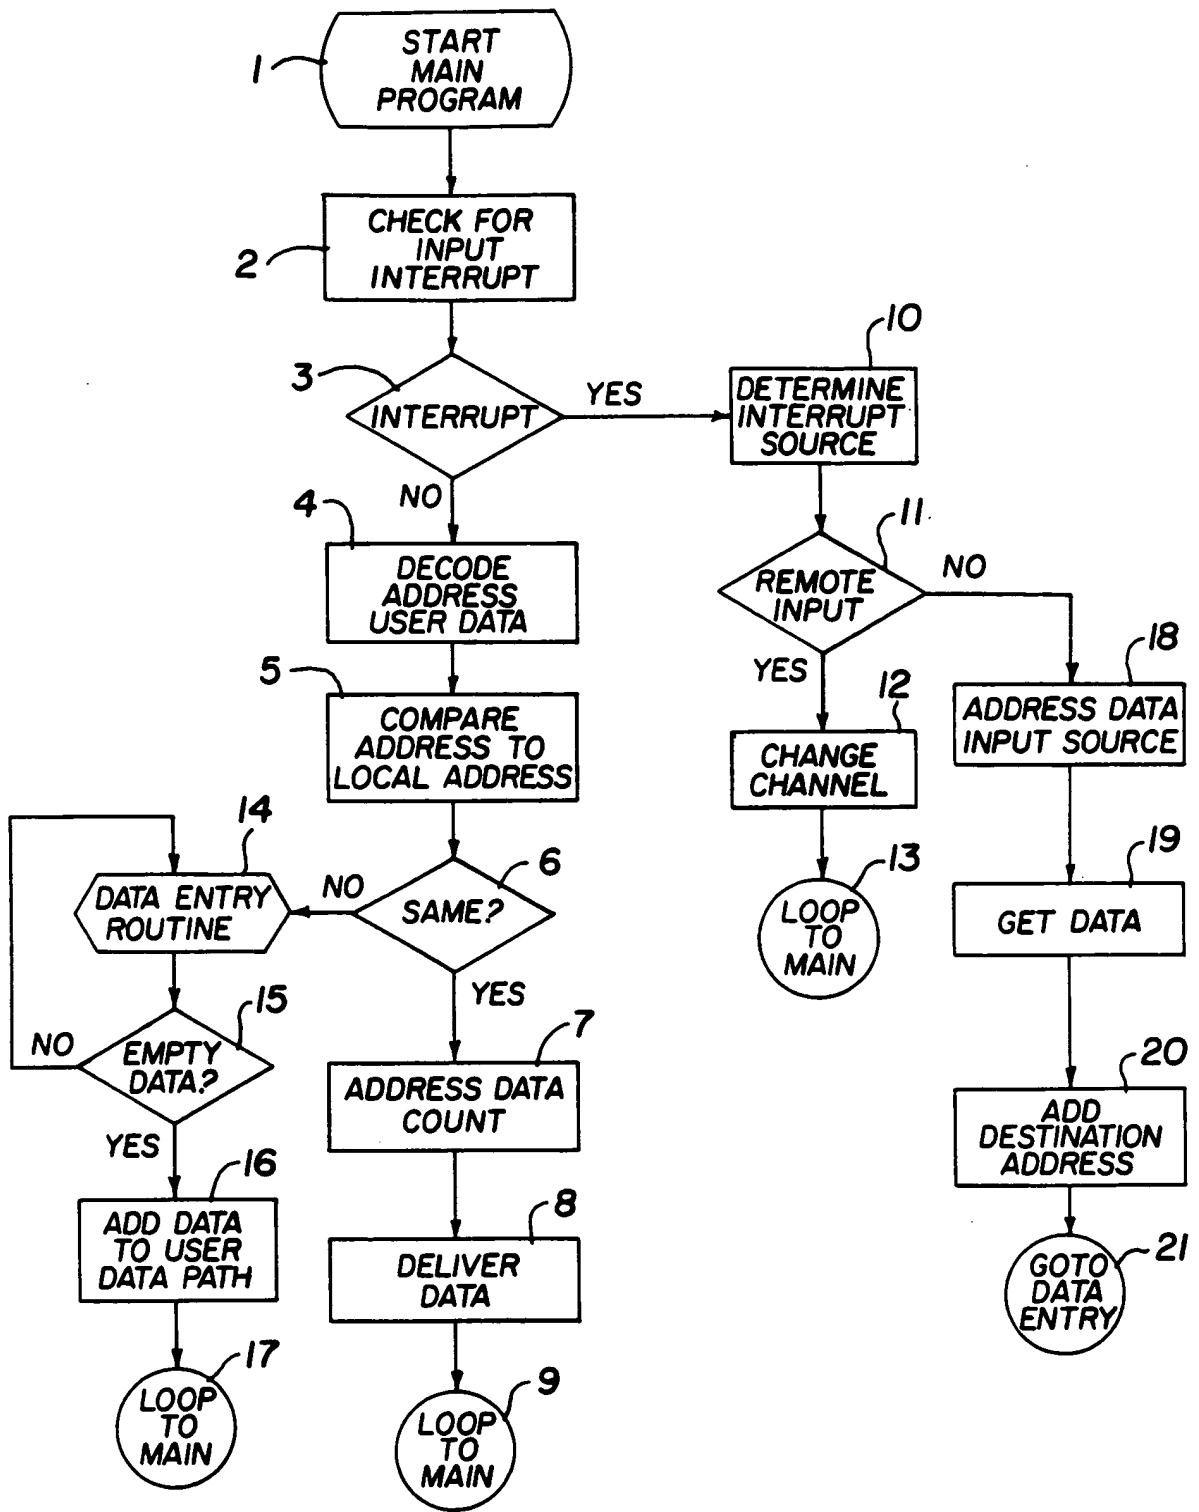 1
START
MAIN
PROGRAM
2
CHECK FOR
INPUT
INTERRUPT
3
INTERRUPT
YES
NO
10
DETERMINE
INTERRUPT
SOURCE
4
DECODE
ADDRESS
USER DATA
11
REMOTE
INPUT
NO
YES
5
COMPARE
ADDRESS TO
LOCAL ADDRESS
12
CHANGE
CHANNEL
18
ADDRESS DATA
INPUT SOURCE
14
DATA ENTRY
ROUTINE
NO
6
SAME?
YES
13
LOOP
TO
MAIN
19
GET DATA
15
EMPTY
DATA?
NO
YES
7
ADDRESS DATA
COUNT
20
ADD
DESTINATION
ADDRESS
16
ADD DATA
TO USER
DATA PATH
8
DELIVER
DATA
21
GOTO
DATA
ENTRY
17
LOOP
TO
MAIN
9
LOOP
TO
MAIN